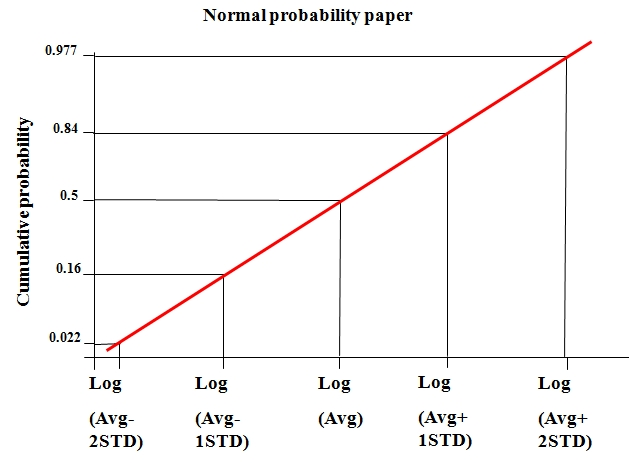 Normal probability paper
Cumulative probability
0.977
0.84
0.5
0.16
0.022
Log
(Avg-
2STD)
Log
(Avg-
1STD)
Log
(Avg)
Log
(Avg+
1STD)
Log
(Avg+
2STD)